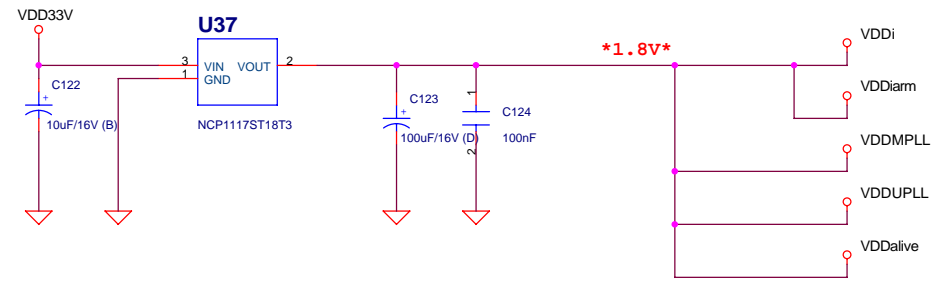 VDD33V
U37
*1.8V*
VDDi
3
VIN
VOUT
2
1
GND
C122
+
10uF/16V (B)
NCP1117ST18T3
C123
+
100uF/16V (D)
1
C124
2
100nF
VDDiarm
VDDMPLL
VDDUPLL
VDDalive